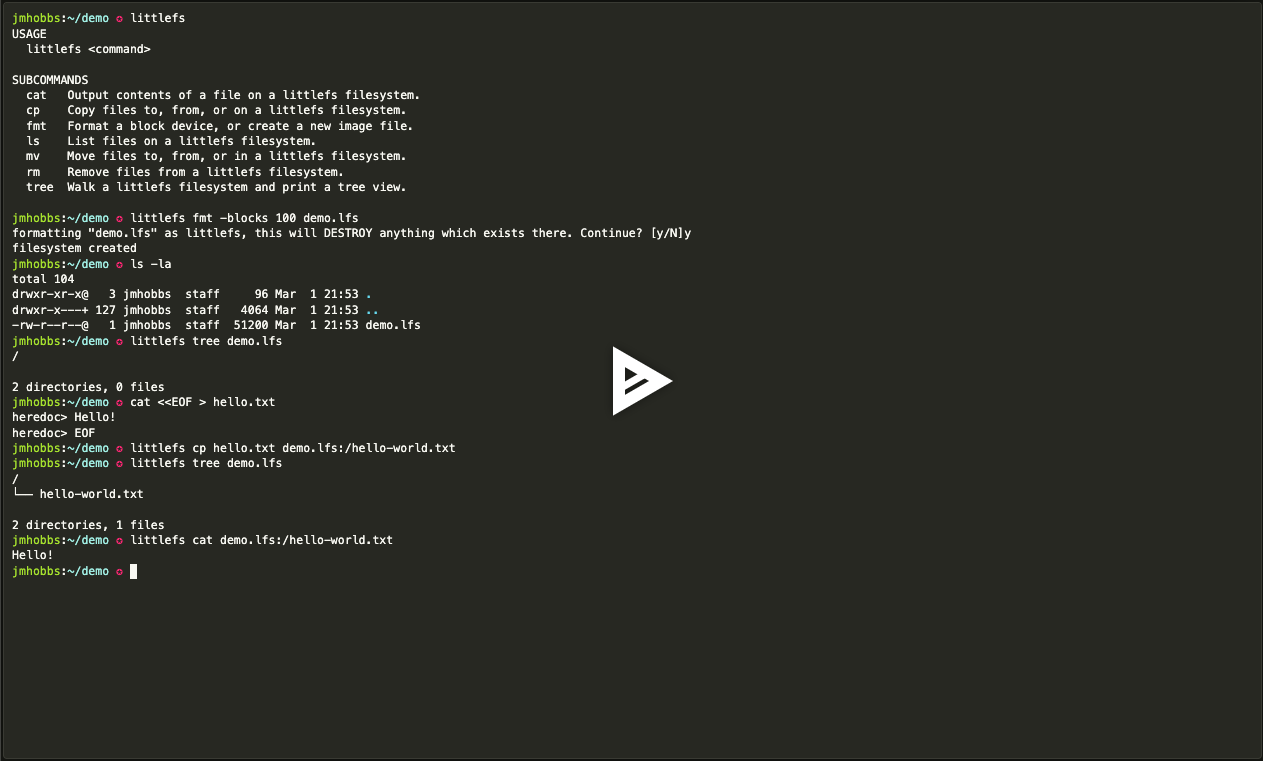 jmhobbs:~/demo ✪ littlefs
USAGE
  littlefs <command>

SUBCOMMANDS
  cat   Output contents of a file on a littlefs filesystem.
  cp    Copy files to, from, or on a littlefs filesystem.
  fmt   Format a block device, or create a new image file.
  ls    List files on a littlefs filesystem.
  mv    Move files to, from, or in a littlefs filesystem.
  rm    Remove files from a littlefs filesystem.
  tree  Walk a littlefs filesystem and print a tree view.

jmhobbs:~/demo ✪ littlefs fmt -blocks 100 demo.lfs
formatting "demo.lfs" as littlefs, this will DESTROY anything which exists there. Continue? [y/N]y
filesystem created
jmhobbs:~/demo ✪ ls -la
total 104
drwxr-xr-x@   3 jmhobbs  staff     96 Mar  1 21:53 .
drwxr-x---+ 127 jmhobbs  staff   4064 Mar  1 21:53 ..
-rw-r--r--@   1 jmhobbs  staff  51200 Mar  1 21:53 demo.lfs
jmhobbs:~/demo ✪ littlefs tree demo.lfs
/

2 directories, 0 files
jmhobbs:~/demo ✪ cat <<EOF > hello.txt
heredoc> Hello!
heredoc> EOF
jmhobbs:~/demo ✪ littlefs cp hello.txt demo.lfs:/hello-world.txt
jmhobbs:~/demo ✪ littlefs tree demo.lfs
/
└── hello-world.txt

2 directories, 1 files
jmhobbs:~/demo ✪ littlefs cat demo.lfs:/hello-world.txt
Hello!
jmhobbs:~/demo ✪